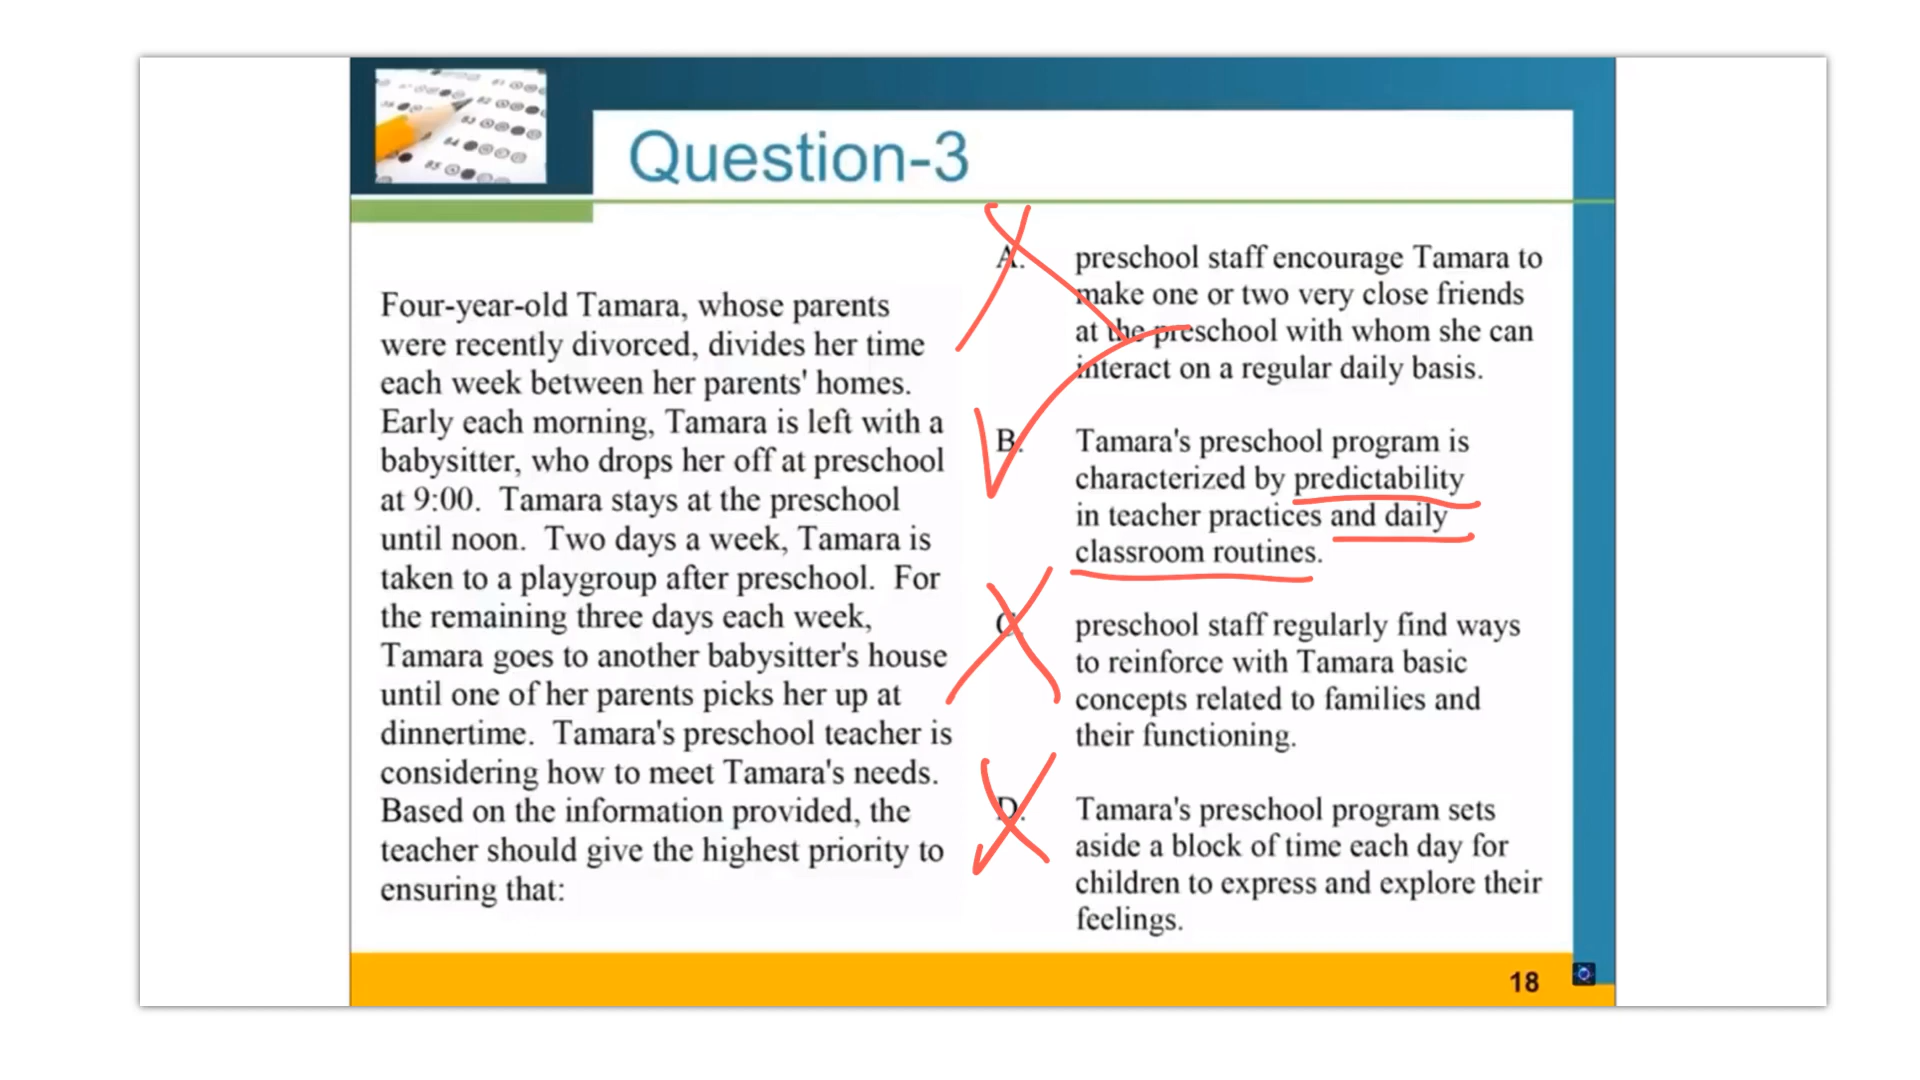 Question-3
Four-year-old Tamara, whose parents
were recently divorced, divides her time
each week between her parents' homes.
Early each morning, Tamara is left with a
babysitter, who drops her off at preschool
at 9:00. Tamara stays at the preschool
until noon. Two days a week, Tamara is
taken to a playgroup after preschool. For
the remaining three days each week,
Tamara goes to another babysitter's house
until one of her parents picks her up at
dinnertime. Tamara's preschool teacher is
considering how to meet Tamara's needs.
Based on the information provided, the
teacher should give the highest priority to
ensuring that:
A. preschool staff encourage Tamara to
make one or two very close friends
at the preschool with whom she can
interact on a regular daily basis.
B. Tamara's preschool program is
characterized by predictability
in teacher practices and daily
classroom routines.
C. preschool staff regularly find ways
to reinforce with Tamara basic
concepts related to families and
their functioning.
D. Tamara's preschool program sets
aside a block of time each day for
children to express and explore their
feelings.
18